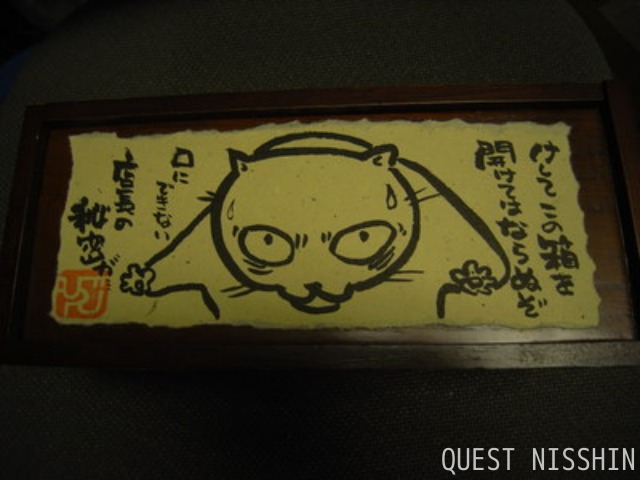 けしてこの箱を
開けてはならぬぞ
口に
できない
店長の
秘密が
QUEST NISSHIN